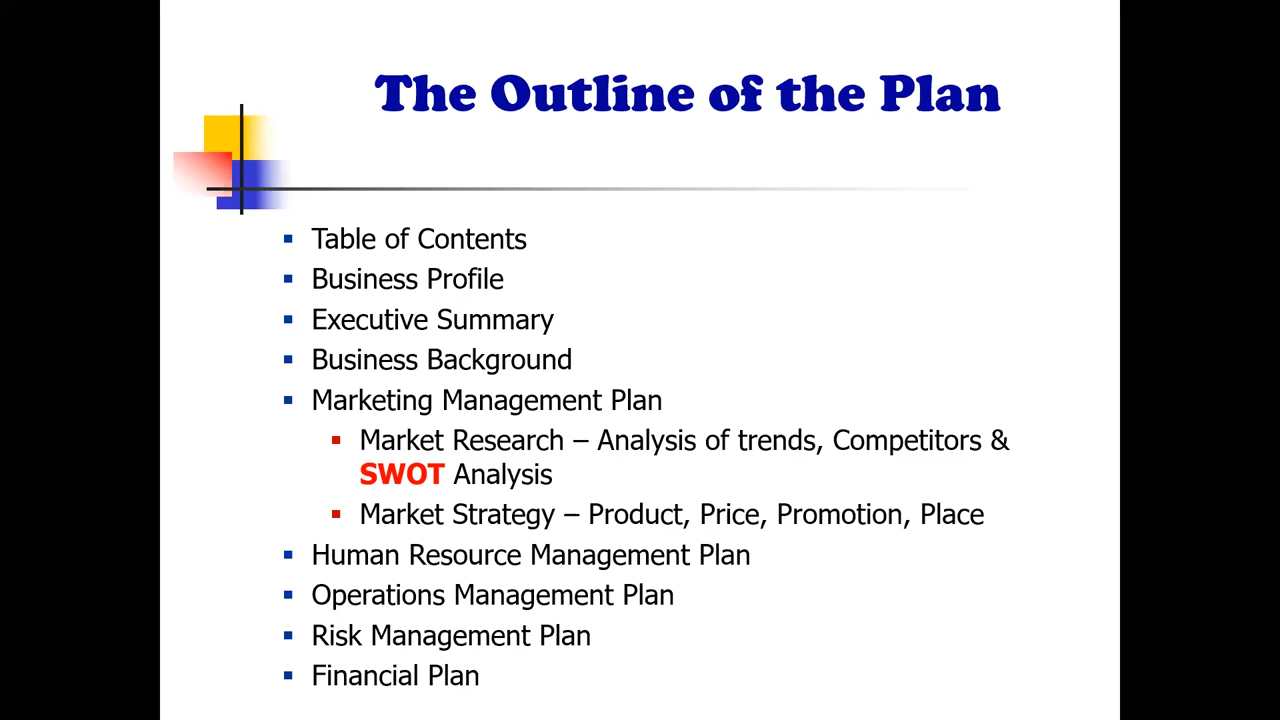 The Outline of the Plan
Table of Contents
Business Profile
Executive Summary
Business Background
Marketing Management Plan
Market Research – Analysis of trends, Competitors &
SWOT Analysis
Market Strategy – Product, Price, Promotion, Place
Human Resource Management Plan
Operations Management Plan
Risk Management Plan
Financial Plan